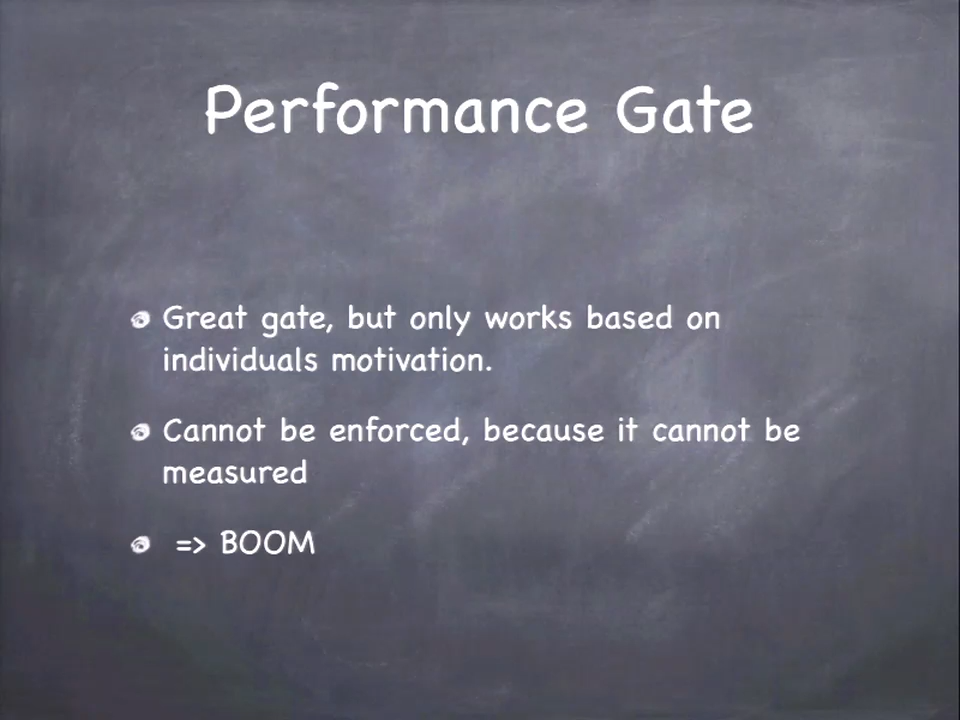 Performance Gate
Great gate, but only works based on
individuals motivation.
Cannot be enforced, because it cannot be
measured
=> BOOM